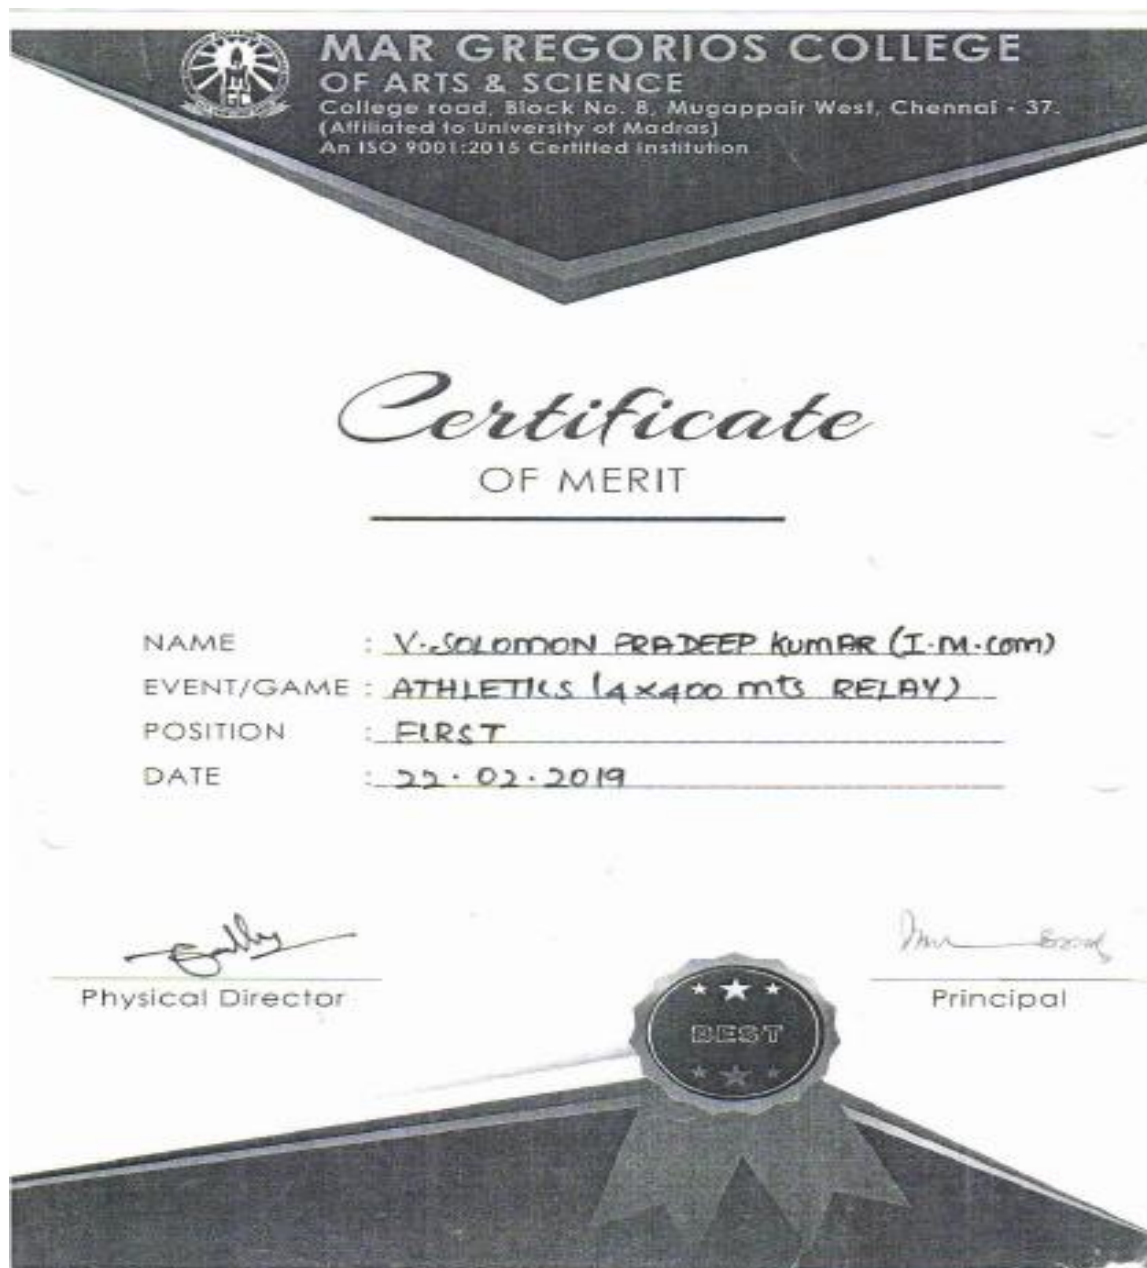 MAR GREGORIOS COLLEGE
OF ARTS & SCIENCE
College road, Block No. 8, Mugappair West, Chennai - 37.
(Affiliated to University of Madras)
An ISO 9001:2015 Certified Institution
Certificate
OF MERIT
NAME : V. SOLOMON PRADEEP KUMAR (I.M.COM)
EVENT/GAME : ATHLETICS (4x400 mts RELAY)
POSITION : FIRST
DATE : 22.02.2019
Physical Director
Principal
BEST